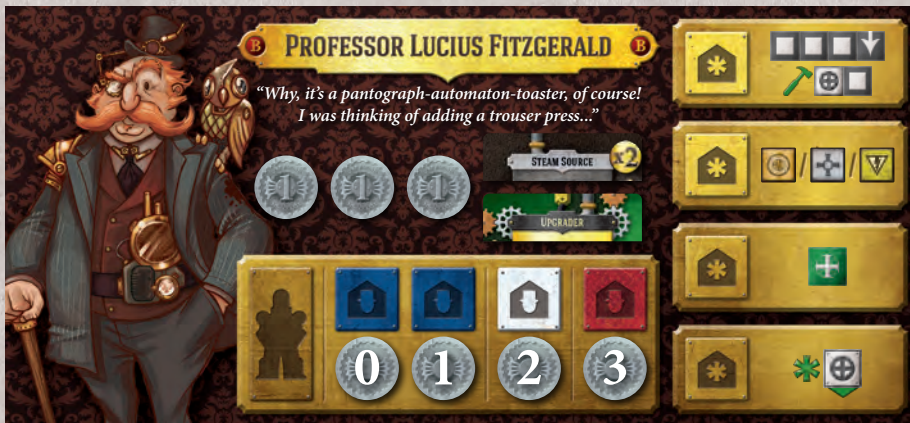 B PROFESSOR LUCIUS FITZGERALD B
“Why, it’s a pantograph-automaton-toaster, of course!
I was thinking of adding a trouser press...”
1 1 1
STEAM SOURCE x2
UPGRADER
0 1 2 3